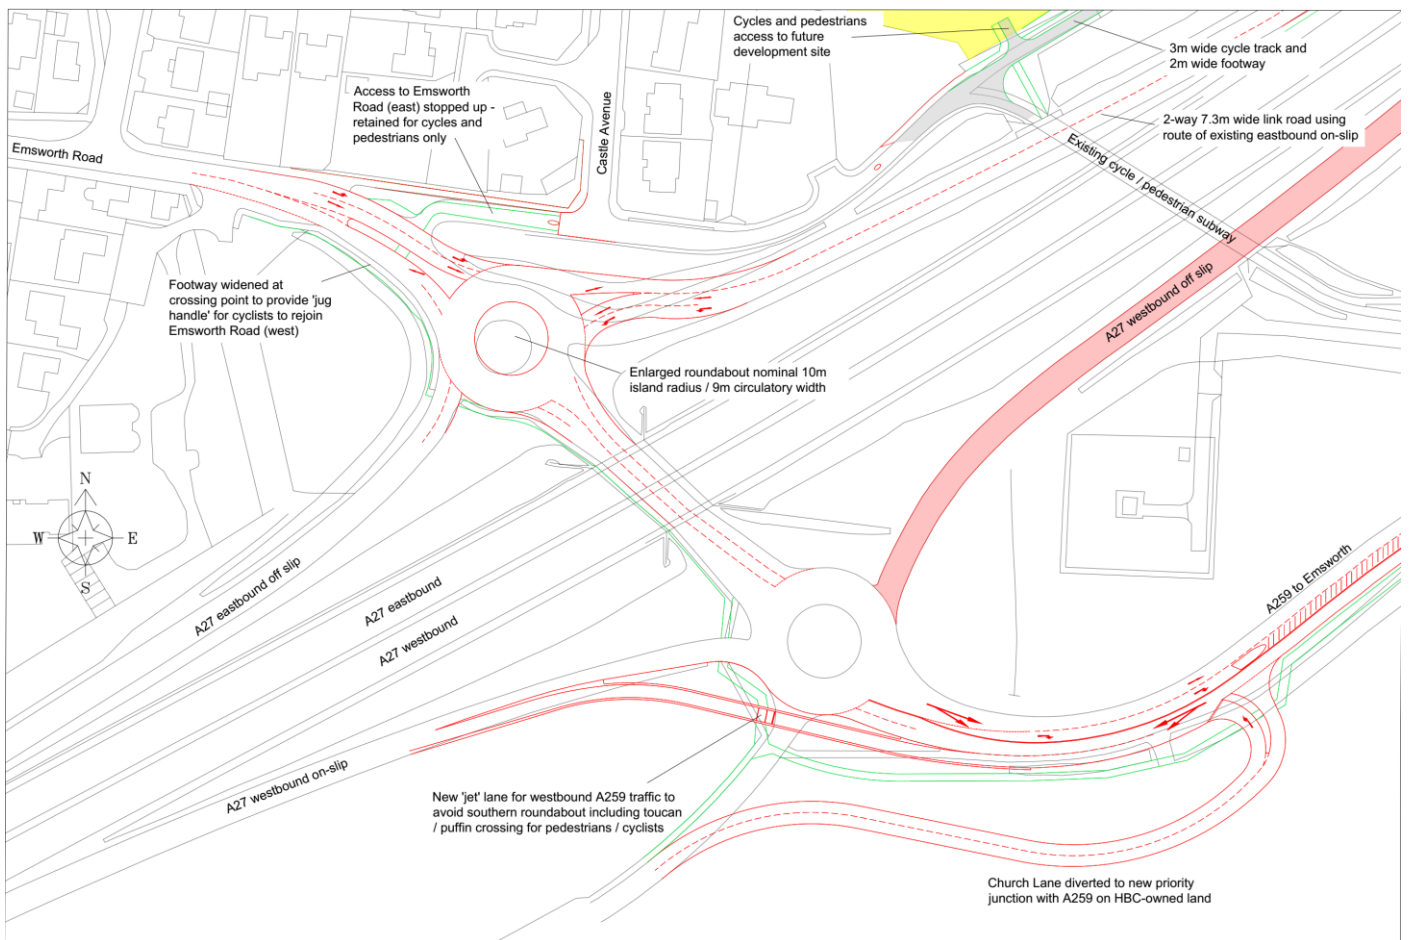 Cycles and pedestrians
access to future
development site
3m wide cycle track and
2m wide footway
Access to Emsworth
Road (east) stopped up -
retained for cycles and
pedestrians only
Castle Avenue
2-way 7.3m wide link road using
route of existing eastbound on-slip
Emsworth Road
Existing cycle / pedestrian subway
Footway widened at
crossing point to provide 'jug
handle' for cyclists to rejoin
Emsworth Road (west)
A27 westbound off slip
Enlarged roundabout nominal 10m
island radius / 9m circulatory width
N
W
E
S
A27 eastbound off slip
A27 eastbound
A27 westbound
A259 to Emsworth
A27 westbound on-slip
New 'jet' lane for westbound A259 traffic to
avoid southern roundabout including toucan
/ puffin crossing for pedestrians / cyclists
Church Lane diverted to new priority
junction with A259 on HBC-owned land